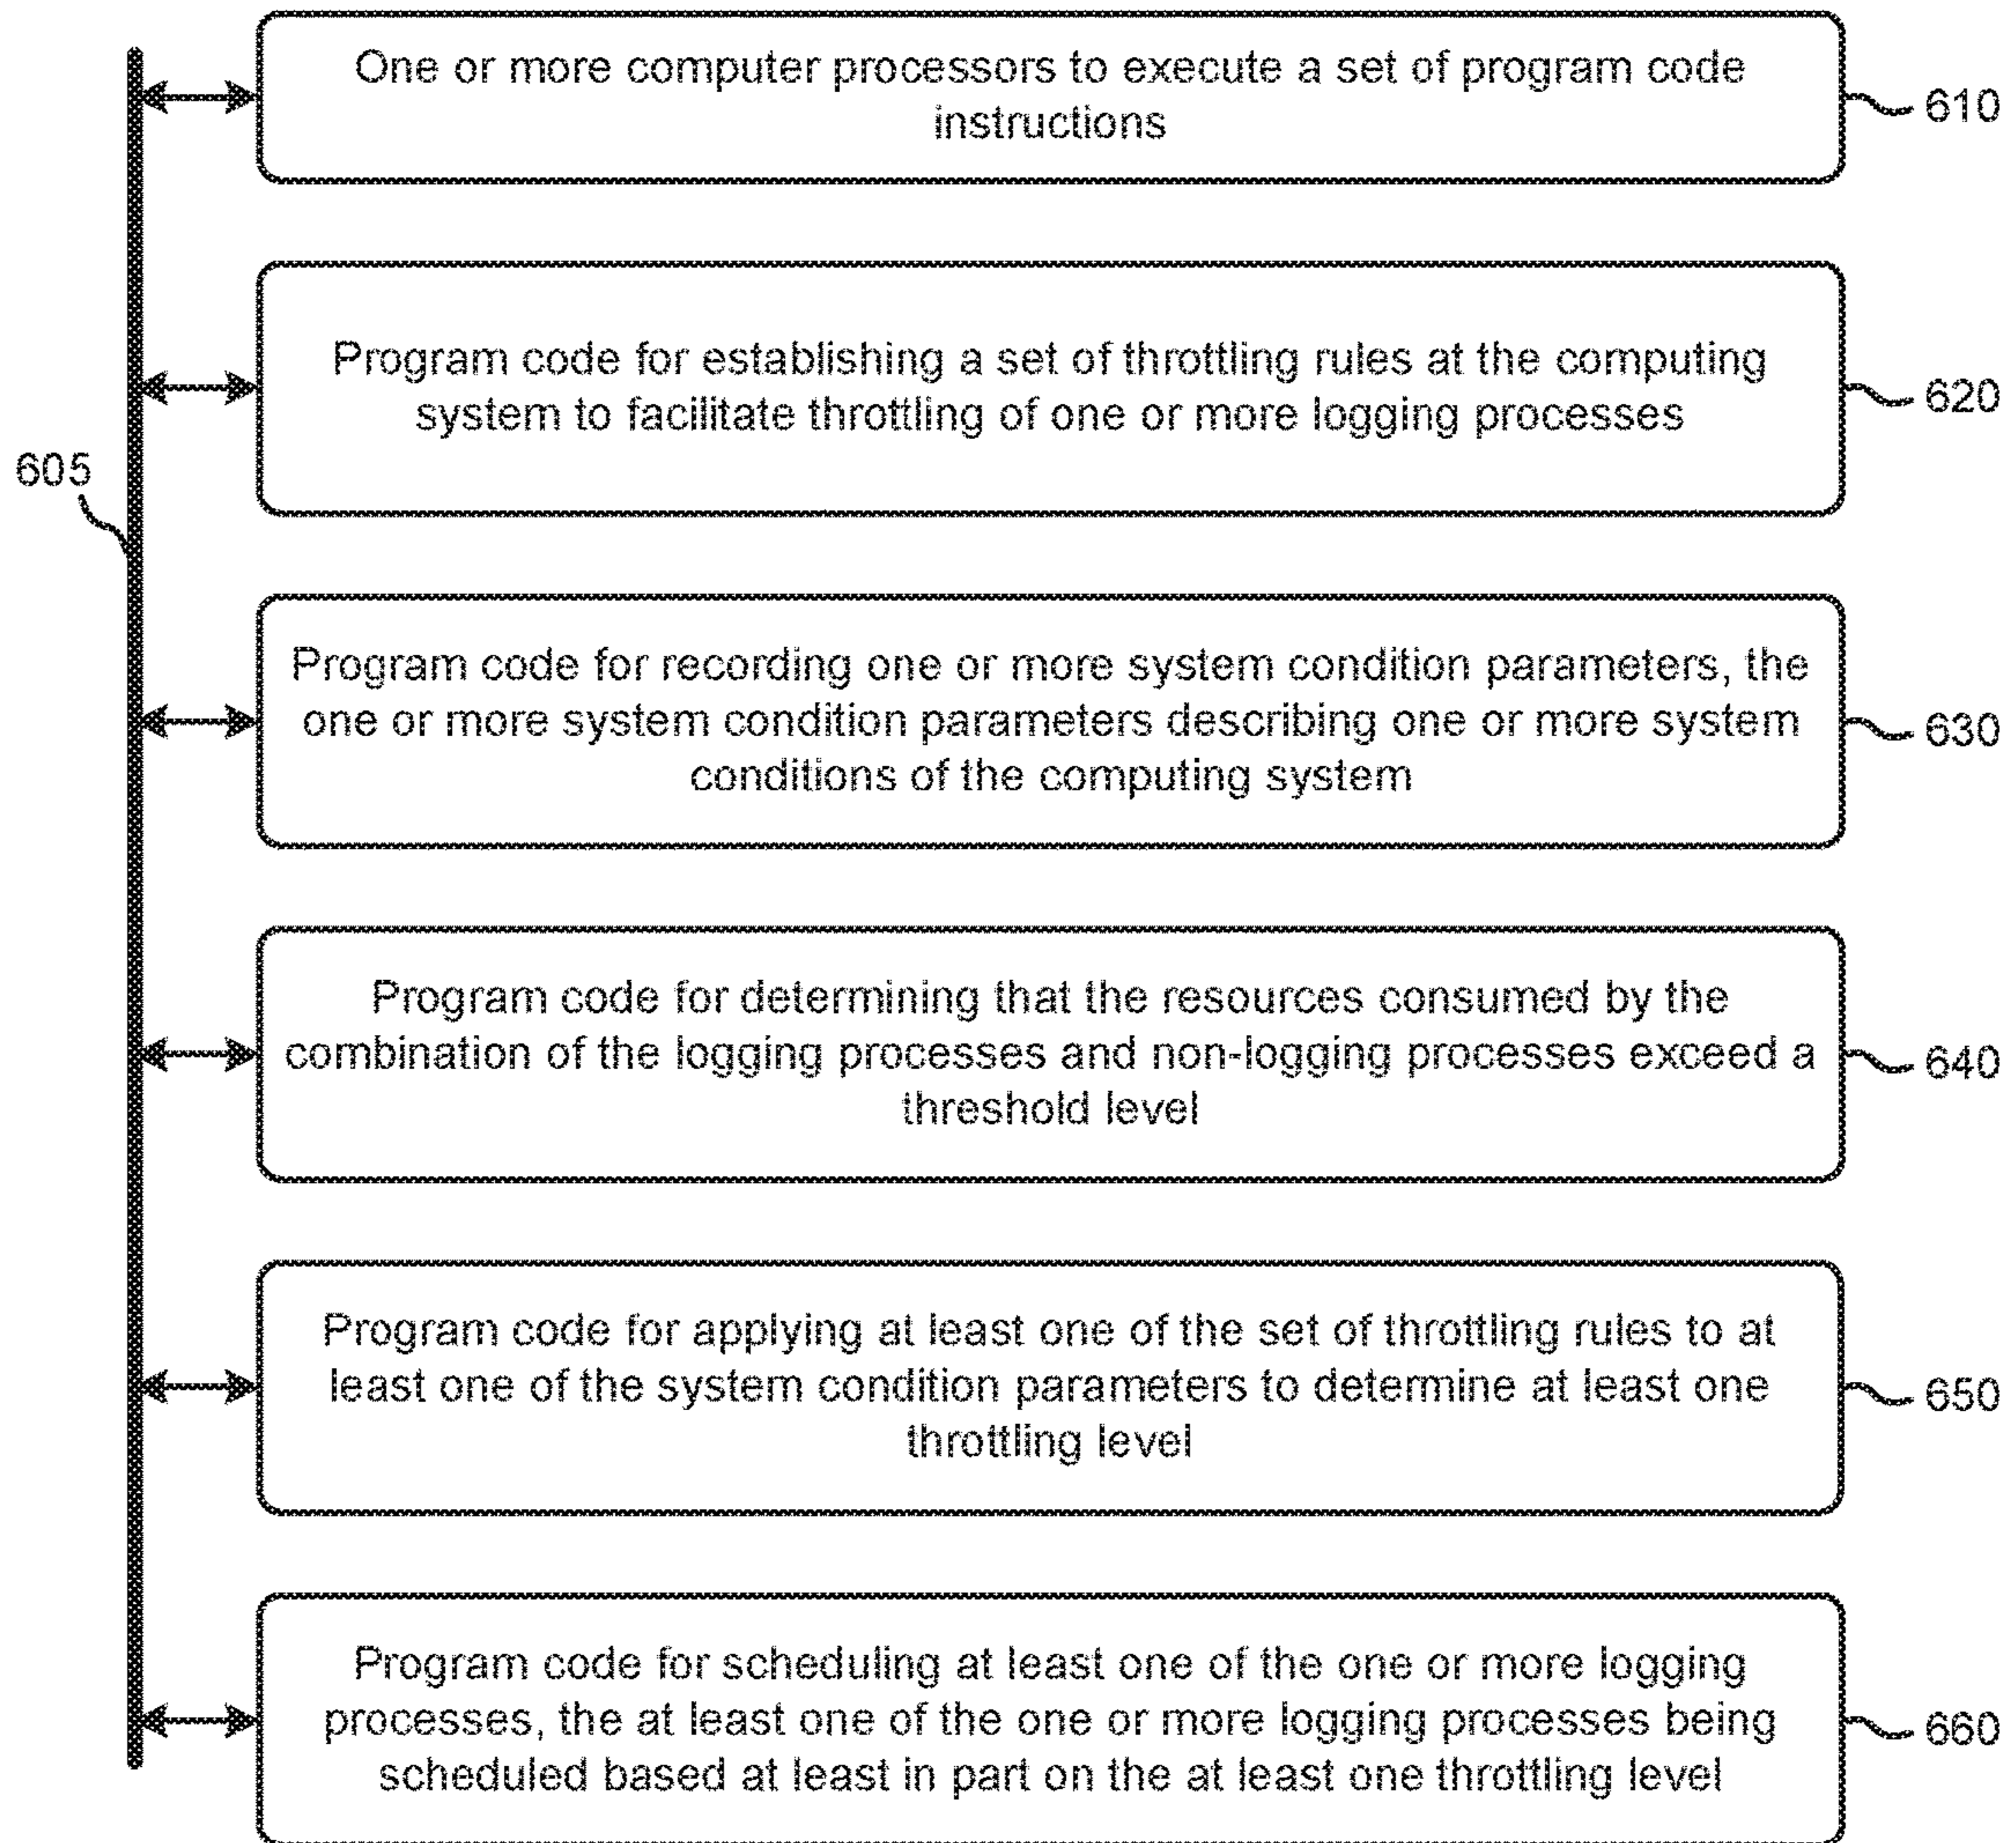 One or more computer processors to execute a set of program code
instructions
610
Program code for establishing a set of throttling rules at the computing
system to facilitate throttling of one or more logging processes
620
605
Program code for recording one or more system condition parameters, the
one or more system condition parameters describing one or more system
conditions of the computing system
630
Program code for determining that the resources consumed by the
combination of the logging processes and non-logging processes exceed a
threshold level
640
Program code for applying at least one of the set of throttling rules to at
least one of the system condition parameters to determine at least one
throttling level
650
Program code for scheduling at least one of the one or more logging
processes, the at least one of the one or more logging processes being
scheduled based at least in part on the at least one throttling level
660